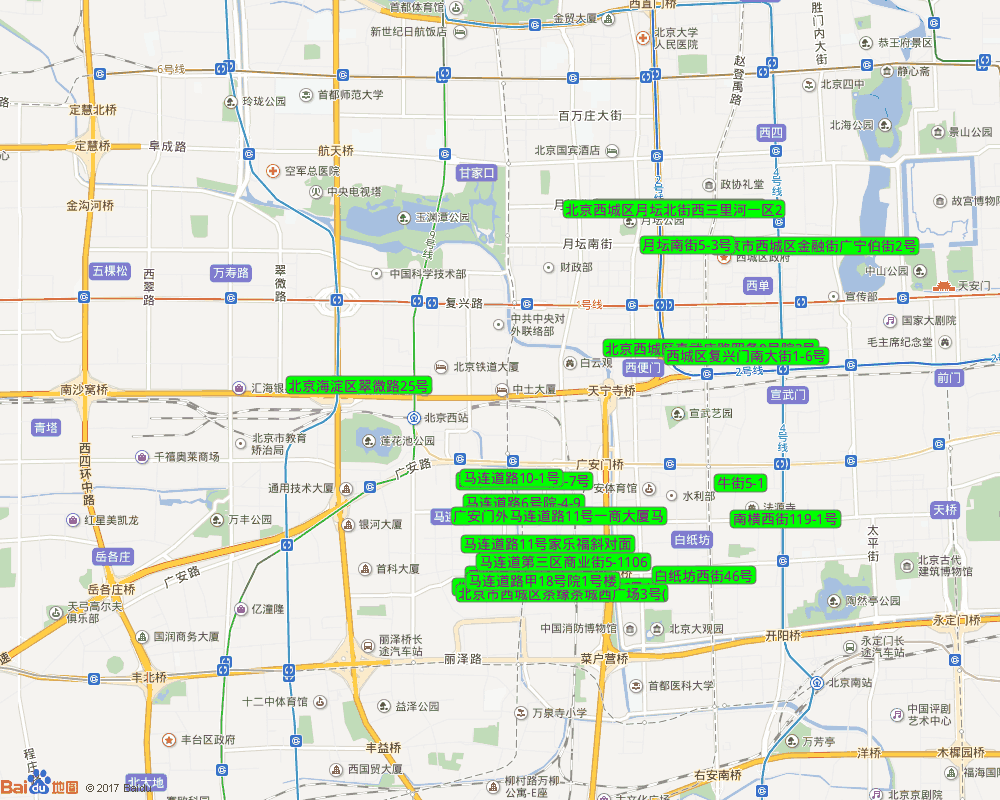 首都体育馆
金贸大厦
西直门桥
新世纪日航饭店
北京大学
人民医院
胜门内大街
恭王府景区
6号线
静心斋
赵登禹路
玲珑公园
首都师范大学
北京四中
定慧北桥
百万庄大街
北海公园
西四
景山公园
定慧桥
阜成路
航天桥
北京国宾酒店
空军总医院
甘家口
2号线
4号线
政协礼堂
中央电视塔
金沟河桥
玉渊潭公园
北京西城区月坛北街西三里河一区2
月坛公园
故宫博物院
9号线
月坛南街
月坛南街5-3号
京市西城区金融街广宁伯街2号
西城区政府
五棵松
万寿路
西翠路
翠微路
中国科学技术部
财政部
中山公园
西单
天安门
宣传部
复兴路
1号线
中共中央对
外联络部
国家大剧院
毛主席纪念堂
西城区复兴门南大街1-6号
北京铁道大厦
白云观
西便门
2号线
前门
南沙窝桥
汇海银
北京海淀区翠微路25号
中土大厦
天宁寺桥
宣武门
北京西站
宣武艺园
青塔
北京市教育
矫治局
莲花池公园
4号线
千福奥莱商场
广安路
广安门桥
西四环中路
马连道路10-1号
-7号
通用技术大厦
安体育馆
水利部
牛街5-1
马连道路6号院-4-9
法源寺
天桥
红星美凯龙
万丰公园
银河大厦
广安门外马连道路11号一商大厦马
南横西街119-1号
太平街
白纸坊
马连道路11号家乐福斜对面
岳各庄
马连道第三区商业街5-1106
北京古代
建筑博物馆
首科大厦
广安路
岳各庄桥
马连道路甲18号院1号楼
白纸坊西街46号
北京市西城区茶缘茶城西广场3号(
天弓高尔夫
俱乐部
亿潼隆
陶然亭公园
国润商务大厦
丽泽桥长
途汽车站
中国消防博物馆
北京大观园
开阳桥
永定门桥
永定门长
途汽车站
丽泽路
菜户营桥
丰北桥
首都医科大学
北京南站
十二中体育馆
益泽公园
万泉寺小学
中国评剧
艺术中心
丰台区政府
丰益桥
万芳亭
洋桥
木樨园桥
程庄
西国贸大厦
右安南桥
福海国
Bai du 地图
© 2017 Baidu
北大地
柳村路万柳
公寓-E座
北京京剧院